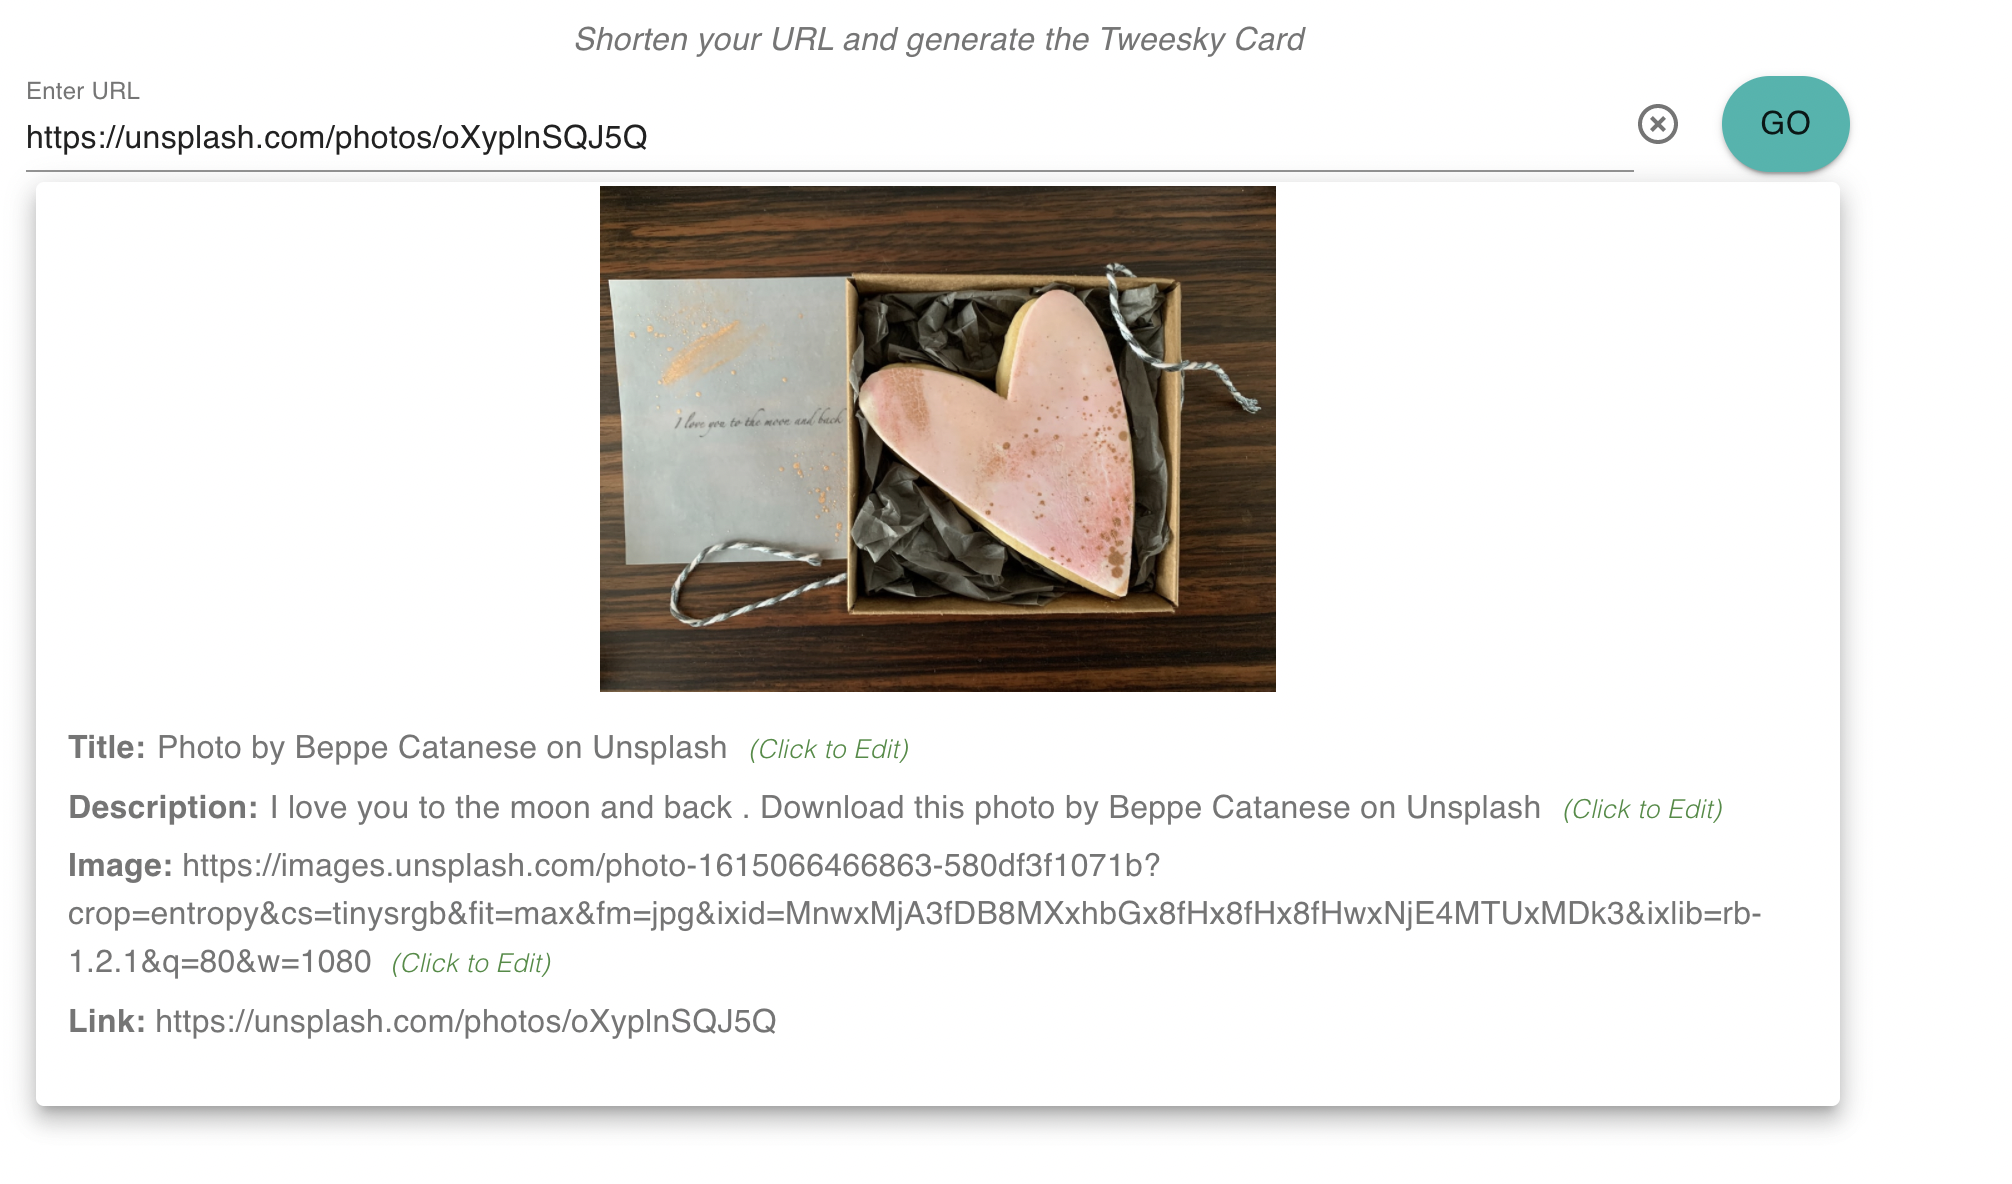 Shorten your URL and generate the Tweesky Card
Enter URL
https://unsplash.com/photos/oXyplnSQJ5Q
GO
I love you to the moon and back
Title: Photo by Beppe Catanese on Unsplash (Click to Edit)
Description: I love you to the moon and back . Download this photo by Beppe Catanese on Unsplash (Click to Edit)
Image: https://images.unsplash.com/photo-1615066466863-580df3f1071b?
crop=entropy&cs=tinysrgb&fit=max&fm=jpg&ixid=MnwxMjA3fDB8MXxhbGx8fHx8fHx8fHwxNjE4MTUxMDk3&ixlib=rb-
1.2.1&q=80&w=1080 (Click to Edit)
Link: https://unsplash.com/photos/oXyplnSQJ5Q